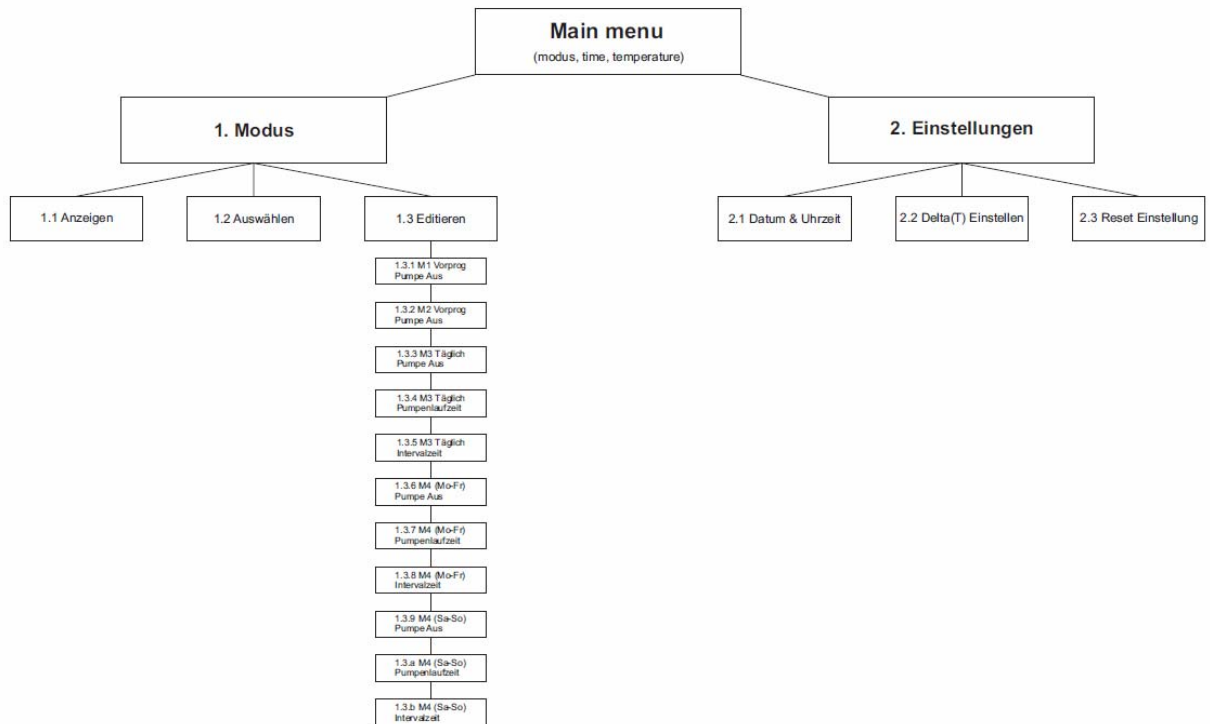 Main menu
(modus, time, temperature)
1. Modus
2. Einstellungen
1.1 Anzeigen
1.2 Auswählen
1.3 Editieren
2.1 Datum & Uhrzeit
2.2 Delta(T) Einstellen
2.3 Reset Einstellung
1.3.1 M1 Vorprog
Pumpe Aus
1.3.2 M2 Vorprog
Pumpe Aus
1.3.3 M3 Täglich
Pumpe Aus
1.3.4 M3 Täglich
Pumpenlaufzeit
1.3.5 M3 Täglich
Intervalzeit
1.3.6 M4 (Mo-Fr)
Pumpe Aus
1.3.7 M4 (Mo-Fr)
Pumpenlaufzeit
1.3.8 M4 (Mo-Fr)
Intervalzeit
1.3.9 M4 (Sa-So)
Pumpe Aus
1.3.a M4 (Sa-So)
Pumpenlaufzeit
1.3.b M4 (Sa-So)
Intervalzeit